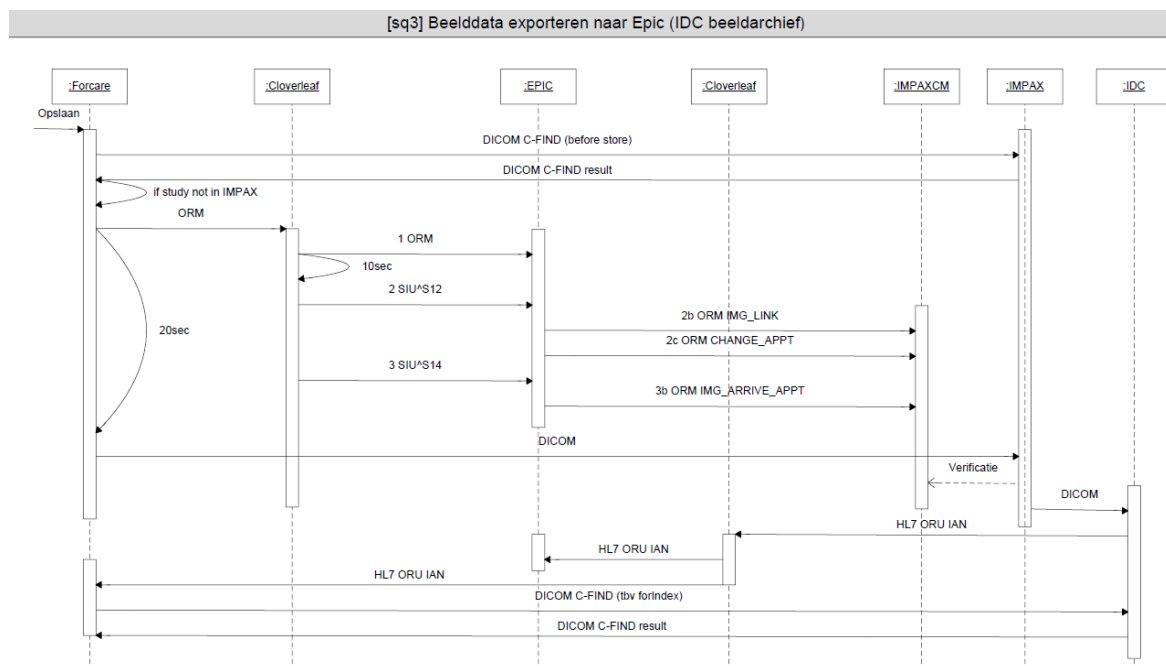 [sq3] Beelddata exporteren naar Epic (IDC beeldarchief)
:Forcare
:Cloverleaf
:EPIC
:Cloverleaf
:IMPAXCM
:IMPAX
:IDC
Opslaan
DICOM C-FIND (before store)
DICOM C-FIND result
if study not in IMPAX
ORM
1 ORM
10sec
2 SIU^S12
2b ORM IMG_LINK
20sec
2c ORM CHANGE_APPT
3 SIU^S14
3b ORM IMG_ARRIVE_APPT
DICOM
Verificatie
DICOM
HL7 ORU IAN
HL7 ORU IAN
HL7 ORU IAN
DICOM C-FIND (tbv forIndex)
DICOM C-FIND result